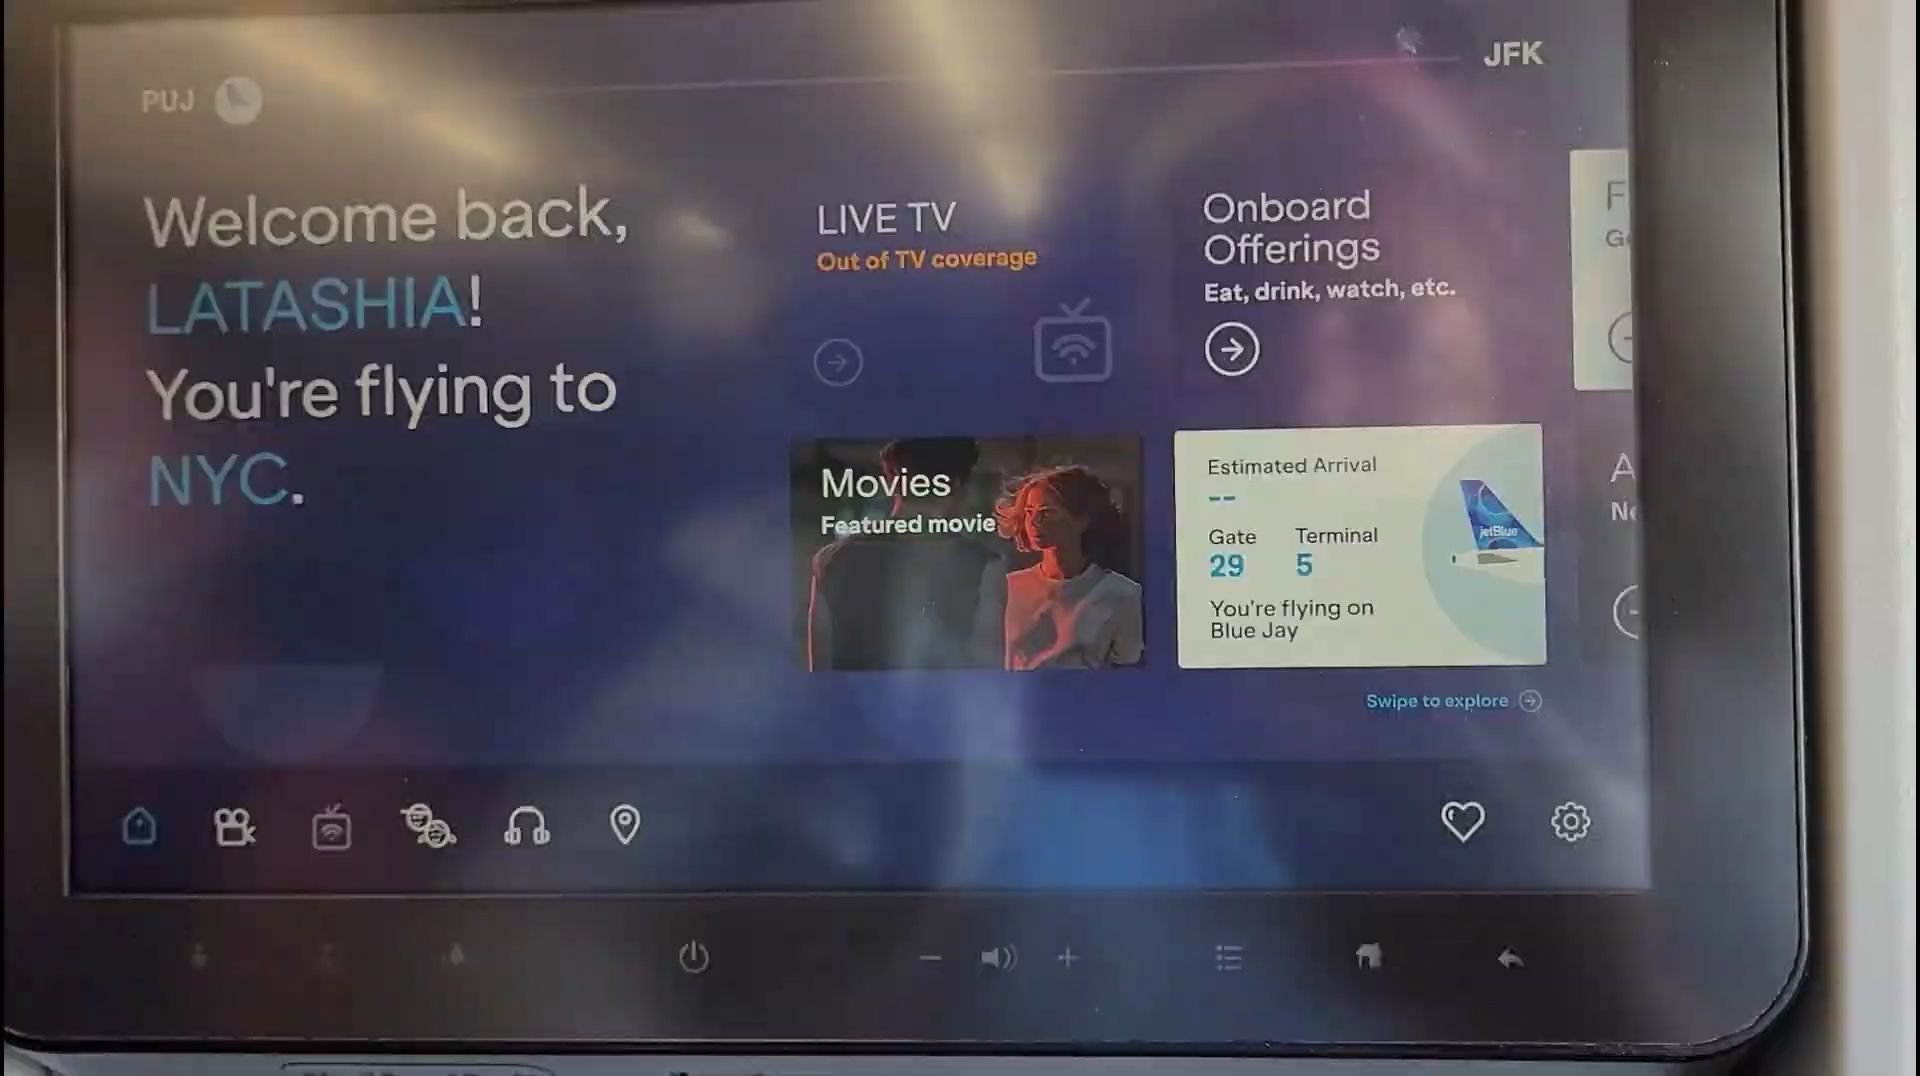 PUJ
JFK
Welcome back,
LATASHIA!
You're flying to
NYC.
LIVE TV
Out of TV coverage
Onboard
Offerings
Eat, drink, watch, etc.
Movies
Featured movie
Estimated Arrival
--
Gate
Terminal
29
5
You're flying on
Blue Jay
jetBlue
Swipe to explore